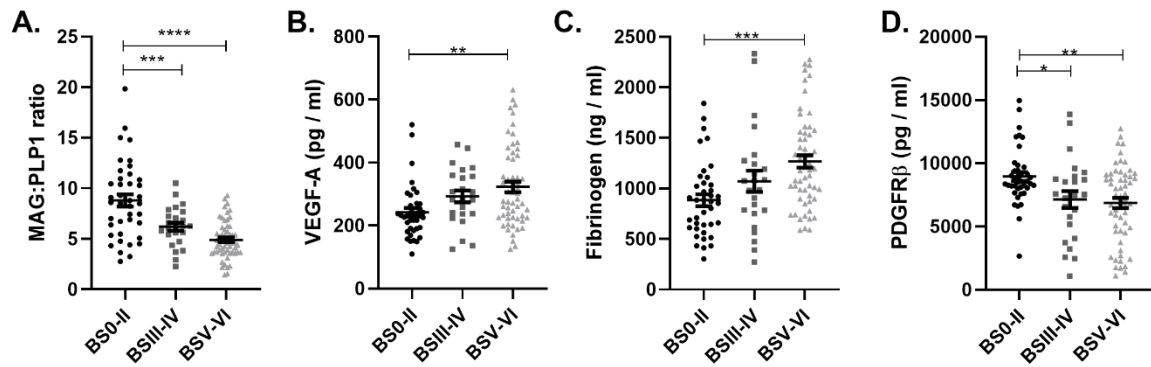 A.
MAG:PLP1 ratio
25
20
15
10
5
0
****
***
BS0-II
BSIII-IV
BSV-VI
B.
VEGF-A (pg / ml)
800
600
400
200
0
**
BS0-II
BSIII-IV
BSV-VI
C.
Fibrinogen (ng / ml)
2500
2000
1500
1000
500
0
***
BS0-II
BSIII-IV
BSV-VI
D.
PDGFRβ (pg / ml)
20000
15000
10000
5000
0
**
*
BS0-II
BSIII-IV
BSV-VI